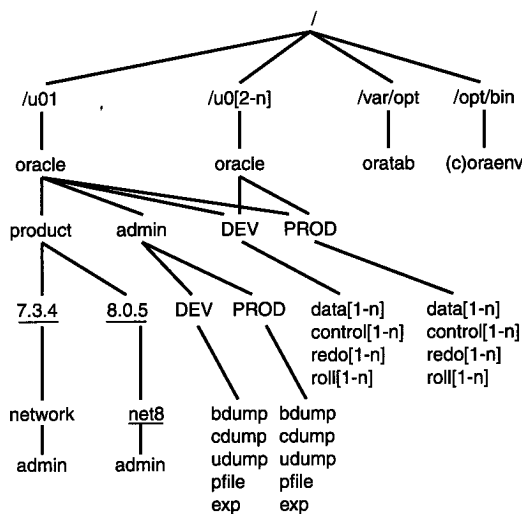 /
/u01 /u0[2-n] /var/opt /opt/bin
oracle oracle oratab (c)oraenv
product admin DEV PROD
7.3.4 8.0.5 DEV PROD data[1-n] data[1-n]
control[1-n] control[1-n]
redo[1-n] redo[1-n]
roll[1-n] roll[1-n]
network net8 bdump bdump
cdump cdump
admin admin udump udump
pfile pfile
exp exp